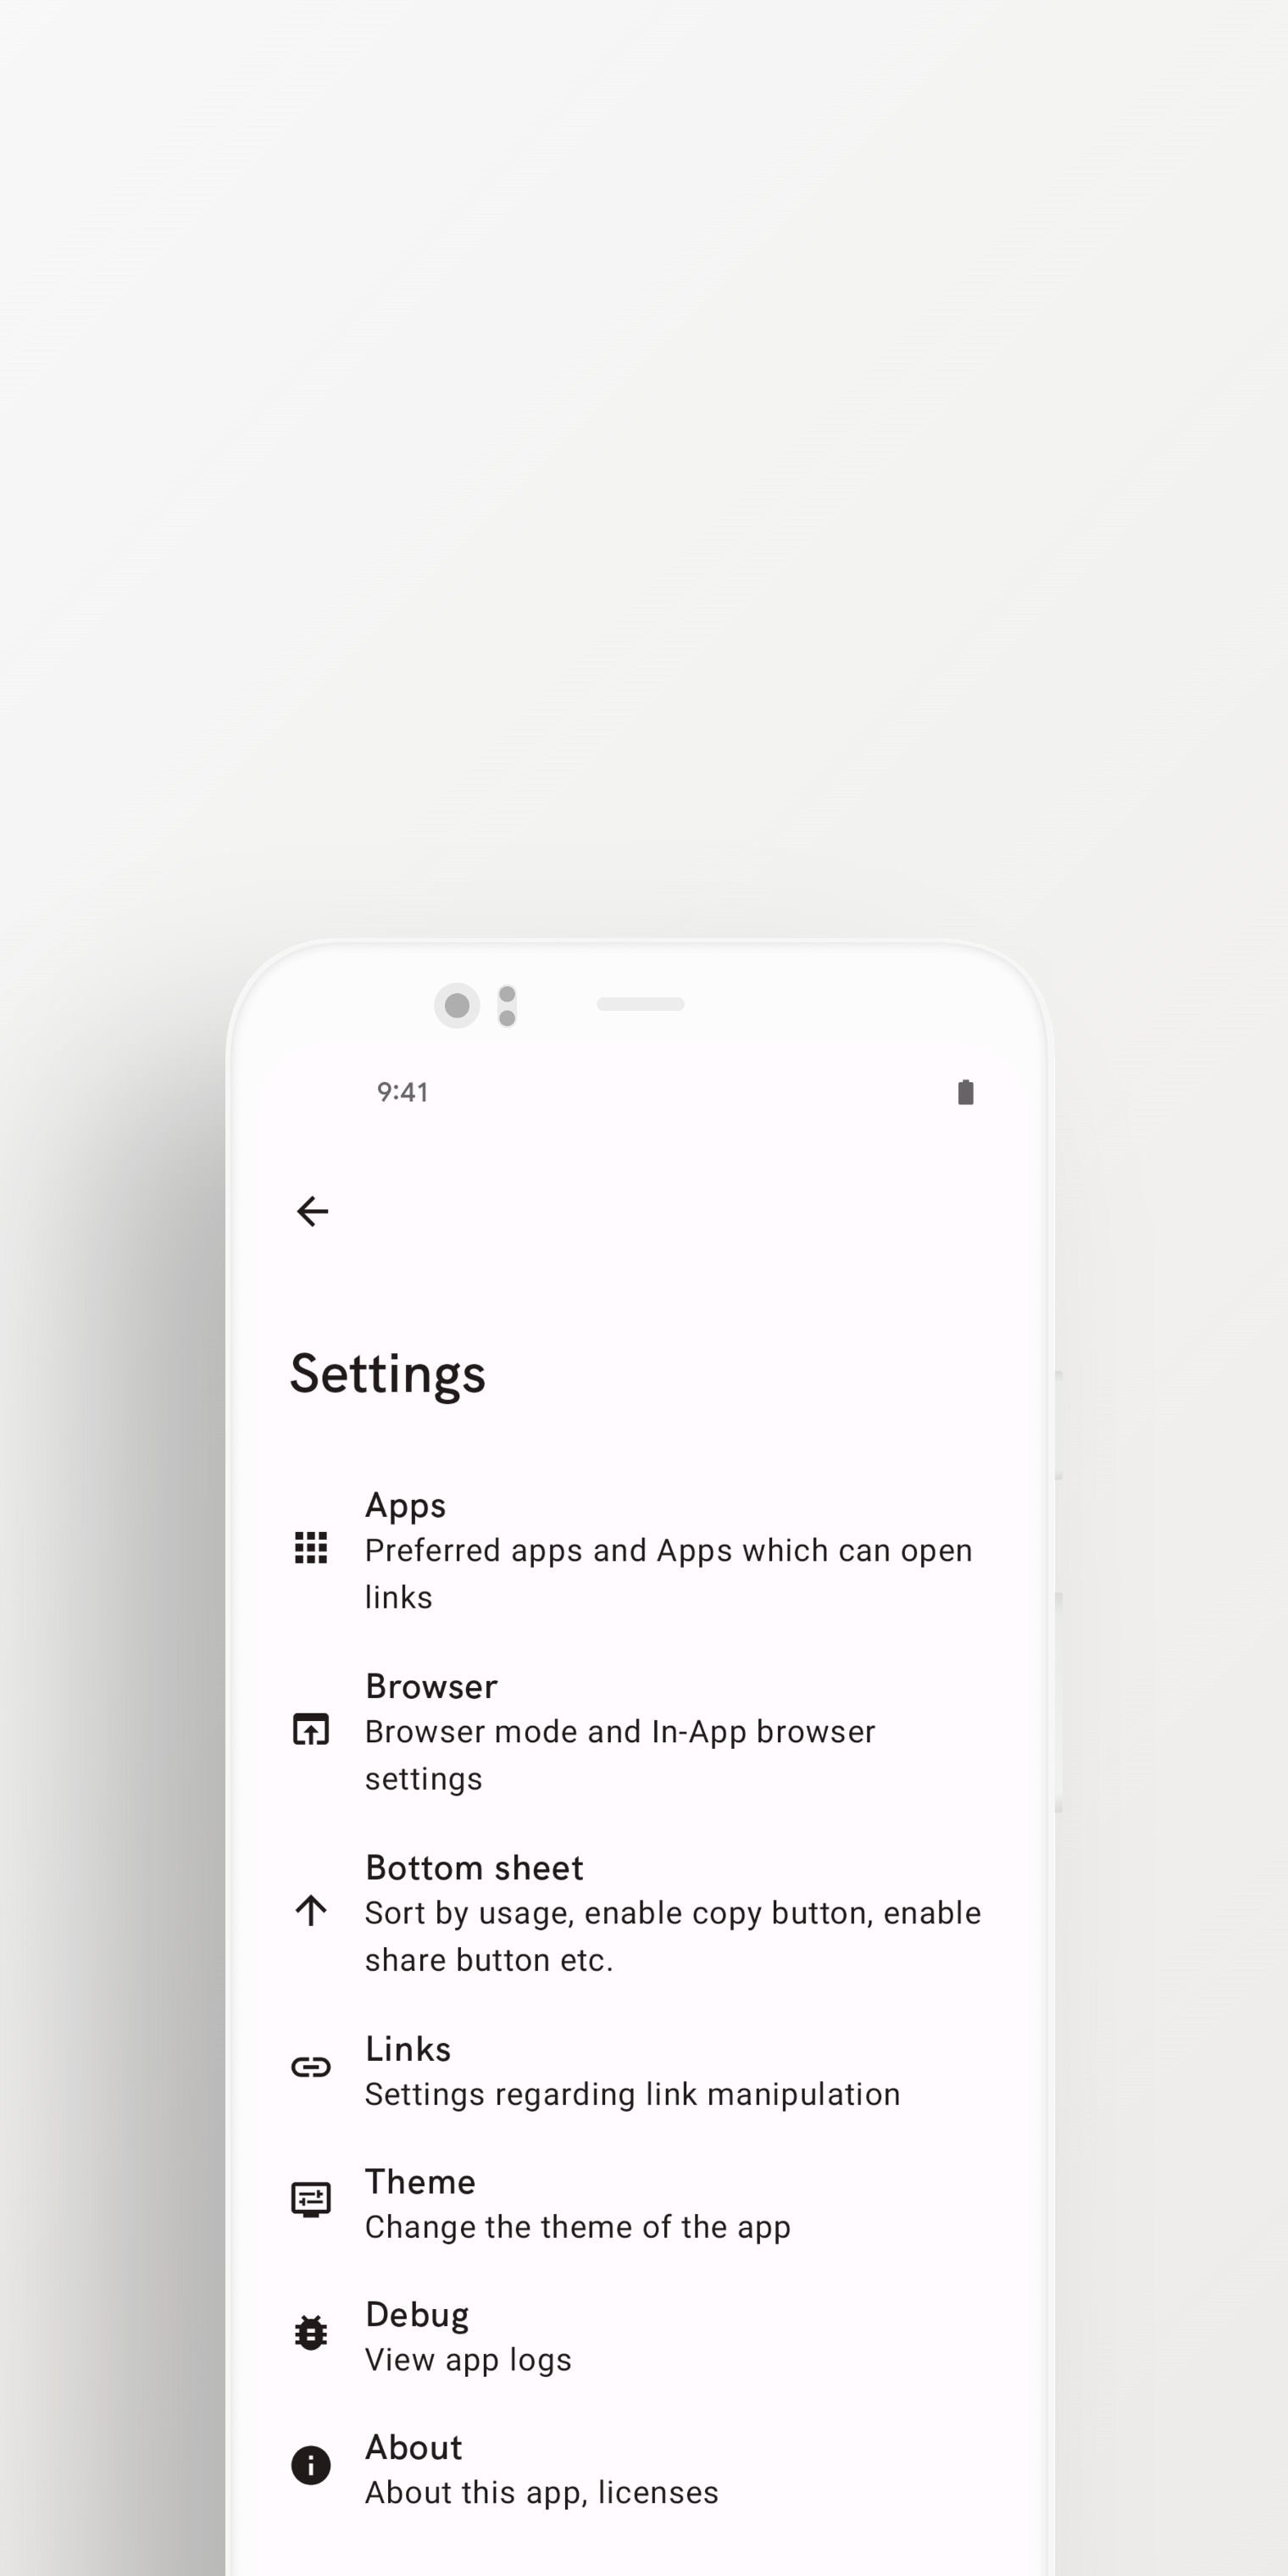 9:41
Settings
Apps
Preferred apps and Apps which can open
links
Browser
Browser mode and In-App browser
settings
Bottom sheet
Sort by usage, enable copy button, enable
share button etc.
Links
Settings regarding link manipulation
Theme
Change the theme of the app
Debug
View app logs
About
About this app, licenses